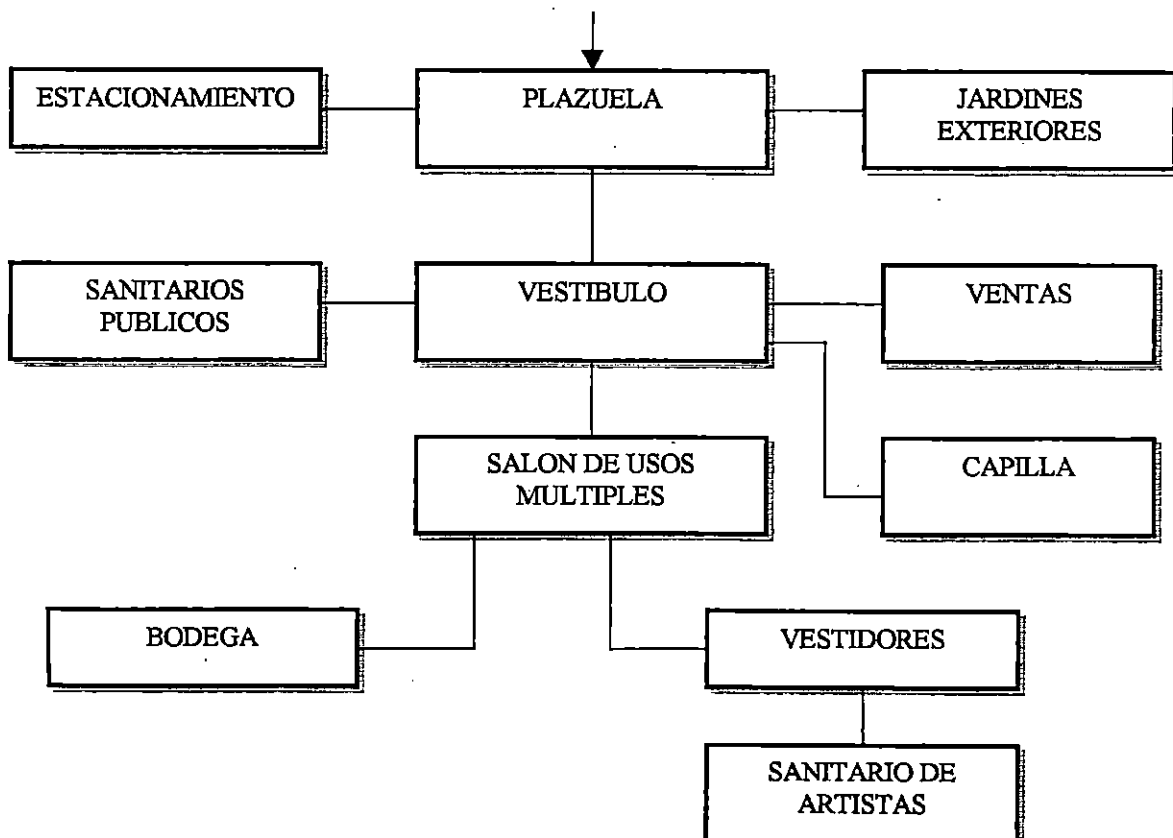 ESTACIONAMIENTO
PLAZUELA
JARDINES
EXTERIORES
SANITARIOS
PUBLICOS
VESTIBULO
VENTAS
SALON DE USOS
MULTIPLES
CAPILLA
BODEGA
VESTIDORES
SANITARIO DE
ARTISTAS